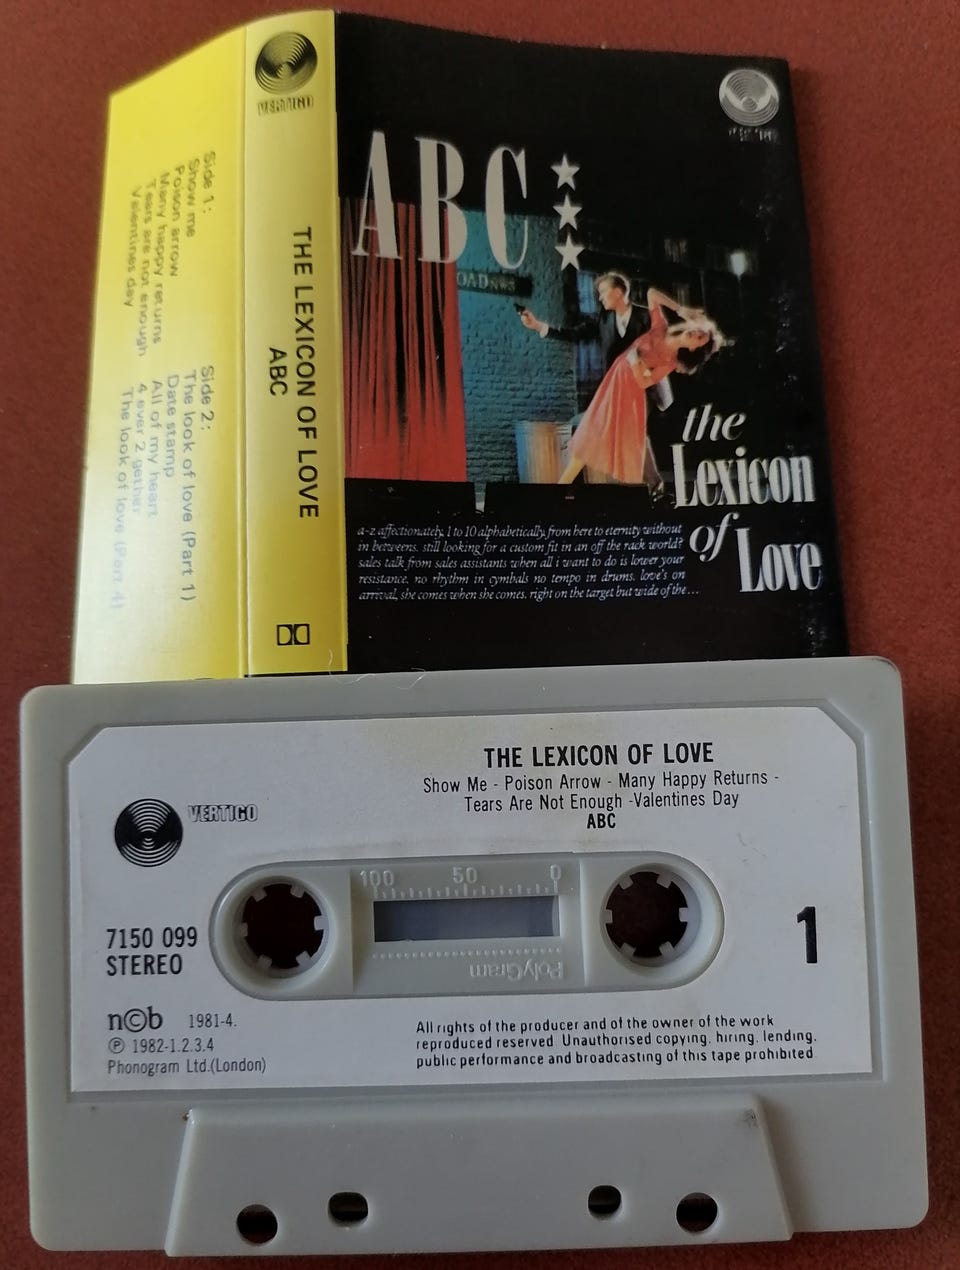 Side 1:
Show me
Poison arrow
Many happy returns
Tears are not enough
Valentines day
Side 2:
The look of love (Part 1)
Date stamp
All of my heart
4 ever 2 gether
The look of love (Part 4)
VERTIGO
THE LEXICON OF LOVE
ABC
ABC
the
Lexicon
of
Love
a-z affectionately, 1 to 10 alphabetically, from here to eternity without
in betweens. still looking for a custom fit in an off the rack world?
sales talk from sales assistants when all i want to do is lower your
resistance, no rhythm in cymbals no tempo in drums. love's on
arrival, she comes when she comes. right on the target but wide of the...
THE LEXICON OF LOVE
Show Me - Poison Arrow - Many Happy Returns -
Tears Are Not Enough -Valentines Day
ABC
VERTIGO
100 50 0
PolyGram
7150 099
STEREO
1
n©b 1981-4.
℗ 1982-1.2.3.4
Phonogram Ltd.(London)
All rights of the producer and of the owner of the work
reproduced reserved. Unauthorised copying, hiring, lending,
public performance and broadcasting of this tape prohibited